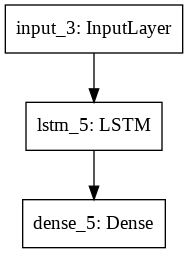 input_3: InputLayer
lstm_5: LSTM
dense_5: Dense